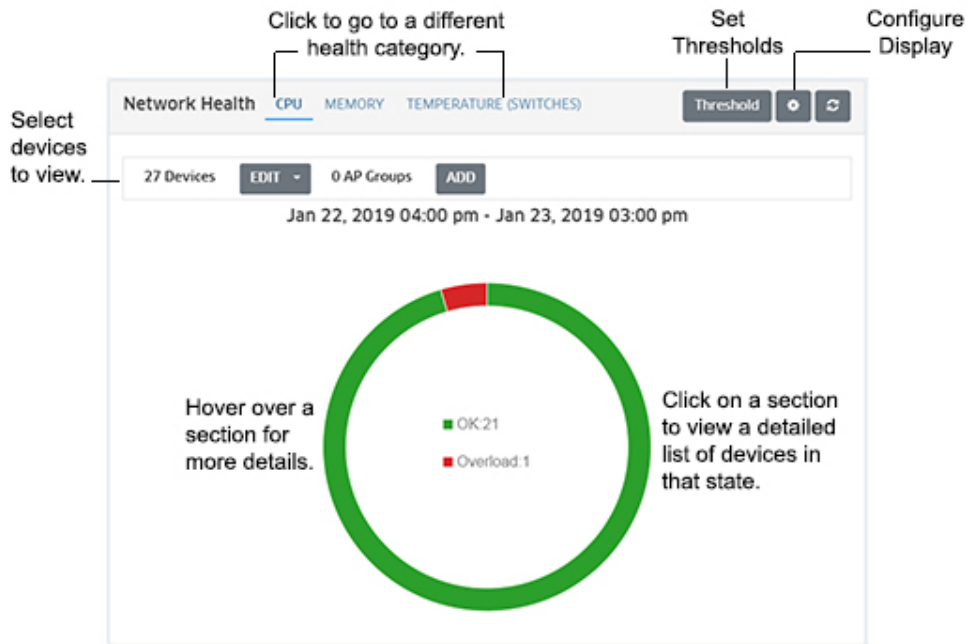 Click to go to a different
health category.
Set
Thresholds
Configure
Display
Network Health CPU MEMORY TEMPERATURE (SWITCHES) Threshold
Select
devices
to view.
27 Devices EDIT 0 AP Groups ADD
Jan 22, 2019 04:00 pm - Jan 23, 2019 03:00 pm
Hover over a
section for
more details.
OK:21
Overload:1
Click on a section
to view a detailed
list of devices in
that state.